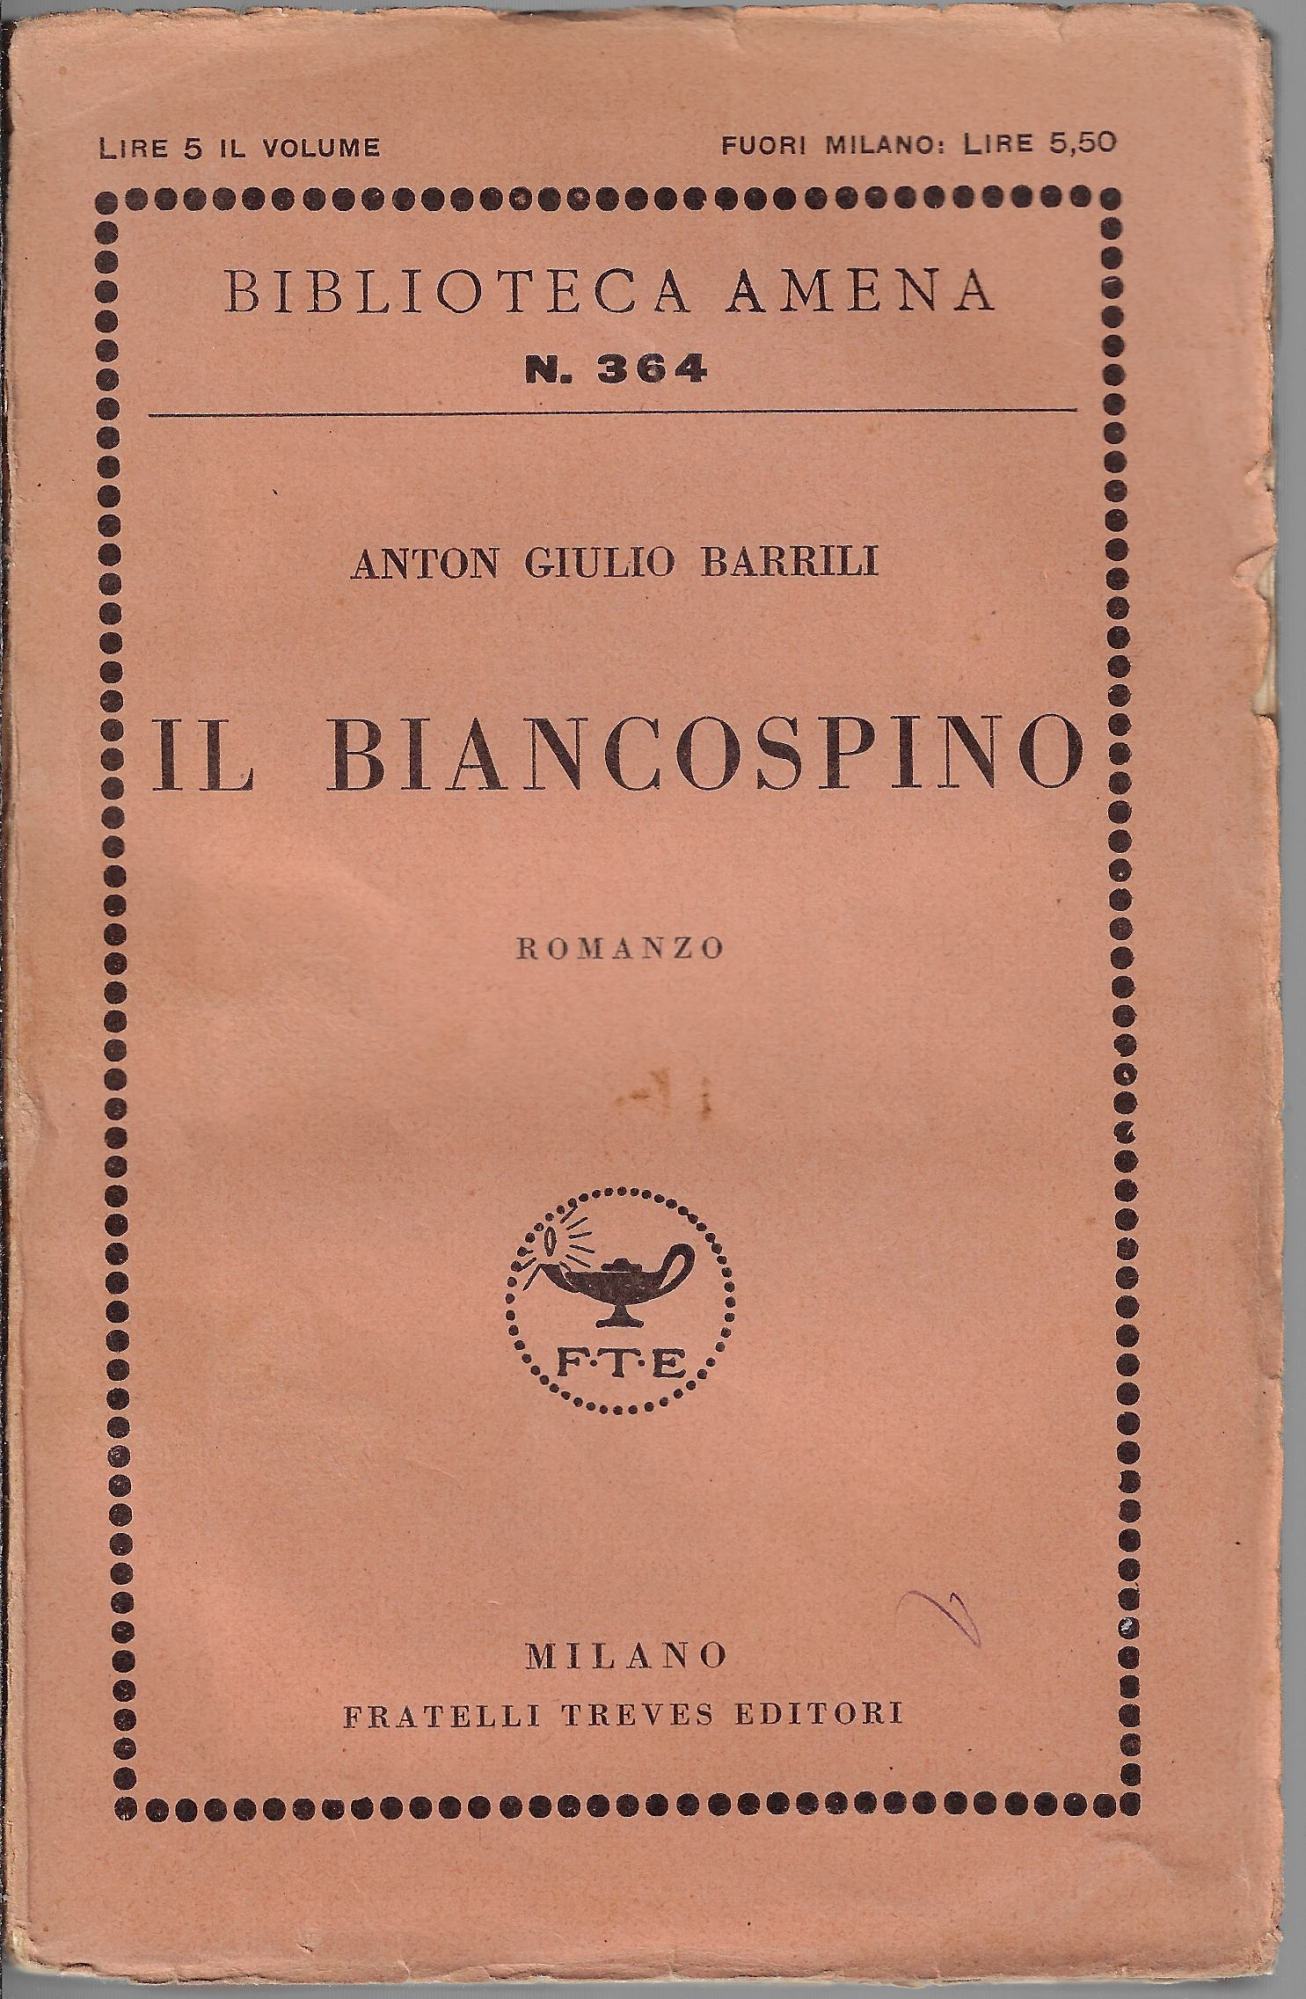 LIRE 5 IL VOLUME FUORI MILANO: LIRE 5,50
BIBLIOTECA AMENA
N. 364
ANTON GIULIO BARRILI
IL BIANCOSPINO
ROMANZO
F·T·E
MILANO
FRATELLI TREVES EDITORI